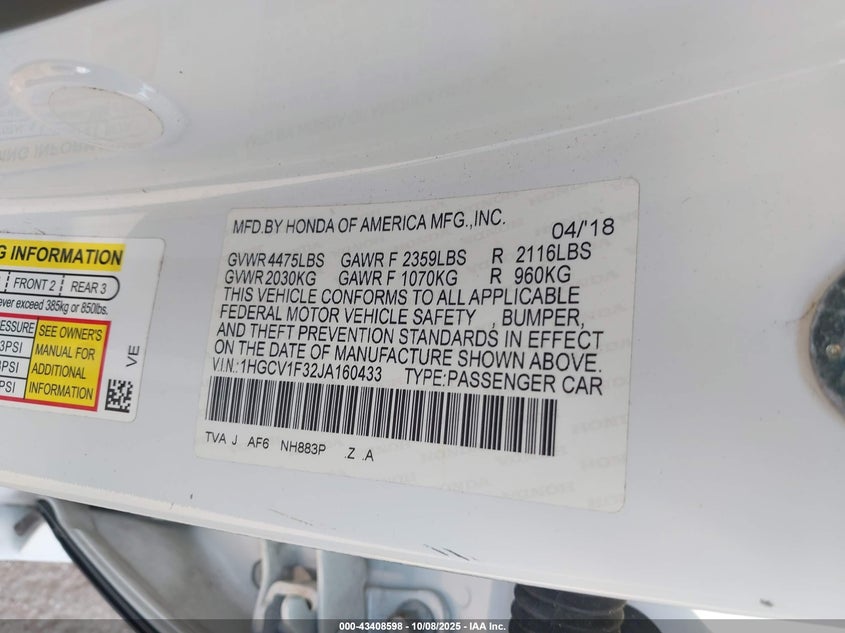 MFD.BY HONDA OF AMERICA MFG.,INC. 04/'18
GVWR 4475LBS GAWR F 2359LBS R 2116LBS
GVWR 2030KG GAWR F 1070KG R 960KG
THIS VEHICLE CONFORMS TO ALL APPLICABLE
FEDERAL MOTOR VEHICLE SAFETY , BUMPER,
AND THEFT PREVENTION STANDARDS IN EFFECT
ON THE DATE OF MANUFACTURE SHOWN ABOVE.
V.I.N.:1HGCV1F32JA160433 TYPE:PASSENGER CAR
TVA J AF6 NH883P .Z .A
INFORMATION
FRONT 2 REAR 3
exceed 385kg or 850lbs.
SEE OWNER'S
MANUAL FOR
ADDITIONAL
INFORMATION
PSI
VE
000-43408598 - 10/08/2025 - IAA Inc.